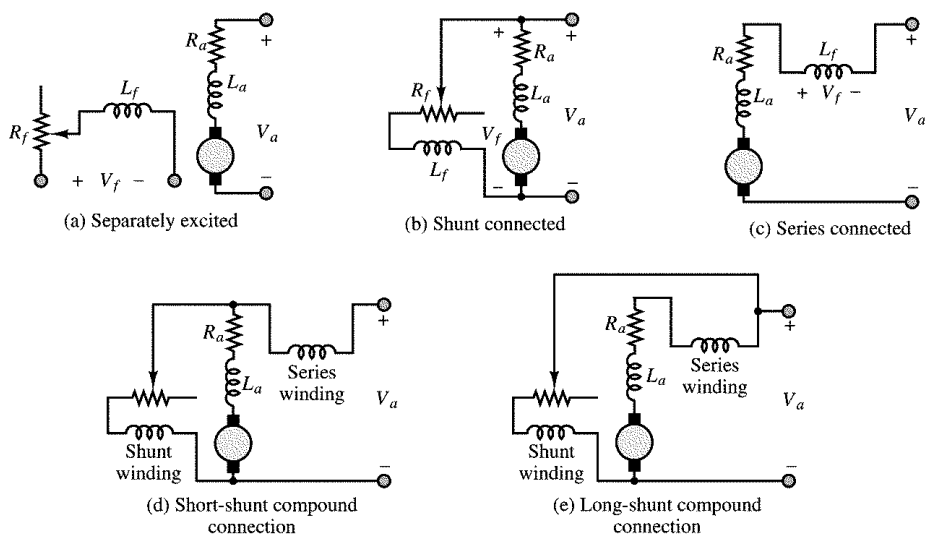 R_a
L_a
L_f
R_f
+ V_f −
+
V_a
−
(a) Separately excited
+
+
R_a
R_f
L_a
V_f
V_a
L_f
−
−
(b) Shunt connected
L_f
+
R_a
+ V_f −
L_a
V_a
−
(c) Series connected
+
R_a
Series
winding
L_a
V_a
Shunt
winding
−
(d) Short-shunt compound
connection
+
R_a
Series
winding
L_a
V_a
Shunt
winding
−
(e) Long-shunt compound
connection